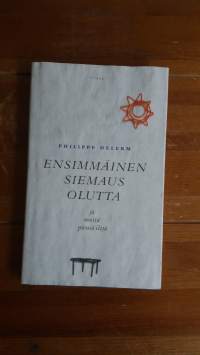 PHILIPPE DELERM
ENSIMMÄINEN
SIEMAUS
OLUTTA
ja
muita
pieniä iloja